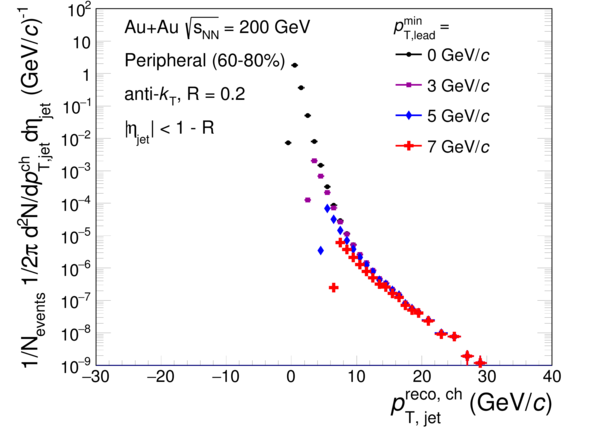 Au+Au √s_NN = 200 GeV
Peripheral (60-80%)
anti-k_T, R = 0.2
|η_jet| < 1 - R
p_T,lead^min =
0 GeV/c
3 GeV/c
5 GeV/c
7 GeV/c
1/N_events 1/2π d²N/dp_T,jet^ch dη_jet (GeV/c)^-1
10²
10
1
10⁻¹
10⁻²
10⁻³
10⁻⁴
10⁻⁵
10⁻⁶
10⁻⁷
10⁻⁸
10⁻⁹
−30 −20 −10 0 10 20 30 40
p_T, jet^reco, ch (GeV/c)